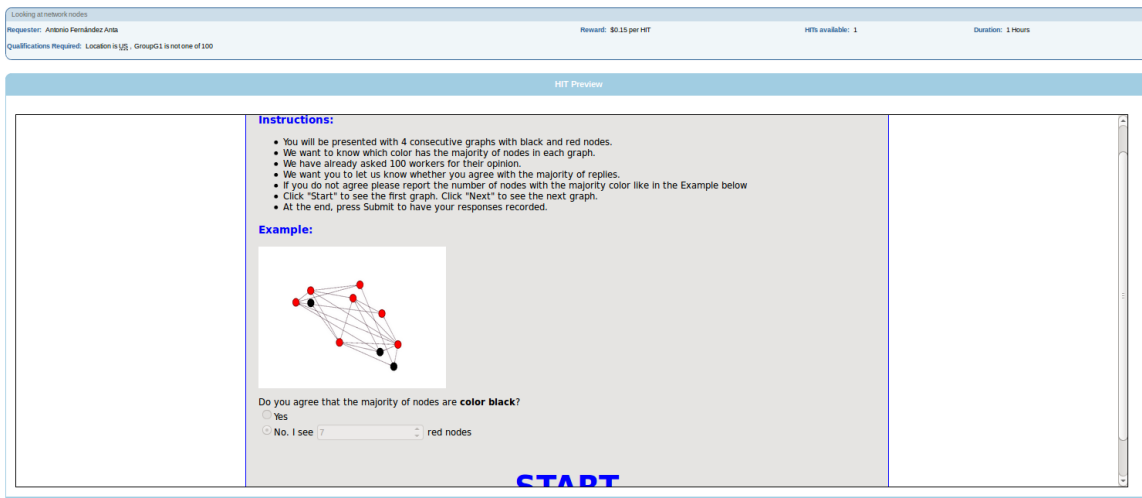 Looking at network nodes
Requester: Antonio Fernández Anta Reward: $0.15 per HIT HITs available: 1 Duration: 1 Hours
Qualifications Required: Location is US , GroupG1 is not one of 100
HIT Preview
Instructions:
• You will be presented with 4 consecutive graphs with black and red nodes.
• We want to know which color has the majority of nodes in each graph.
• We have already asked 100 workers for their opinion.
• We want you to let us know whether you agree with the majority of replies.
• If you do not agree please report the number of nodes with the majority color like in the Example below
• Click "Start" to see the first graph. Click "Next" to see the next graph.
• At the end, press Submit to have your responses recorded.
Example:
Do you agree that the majority of nodes are color black?
Yes
No. I see 7 red nodes
START